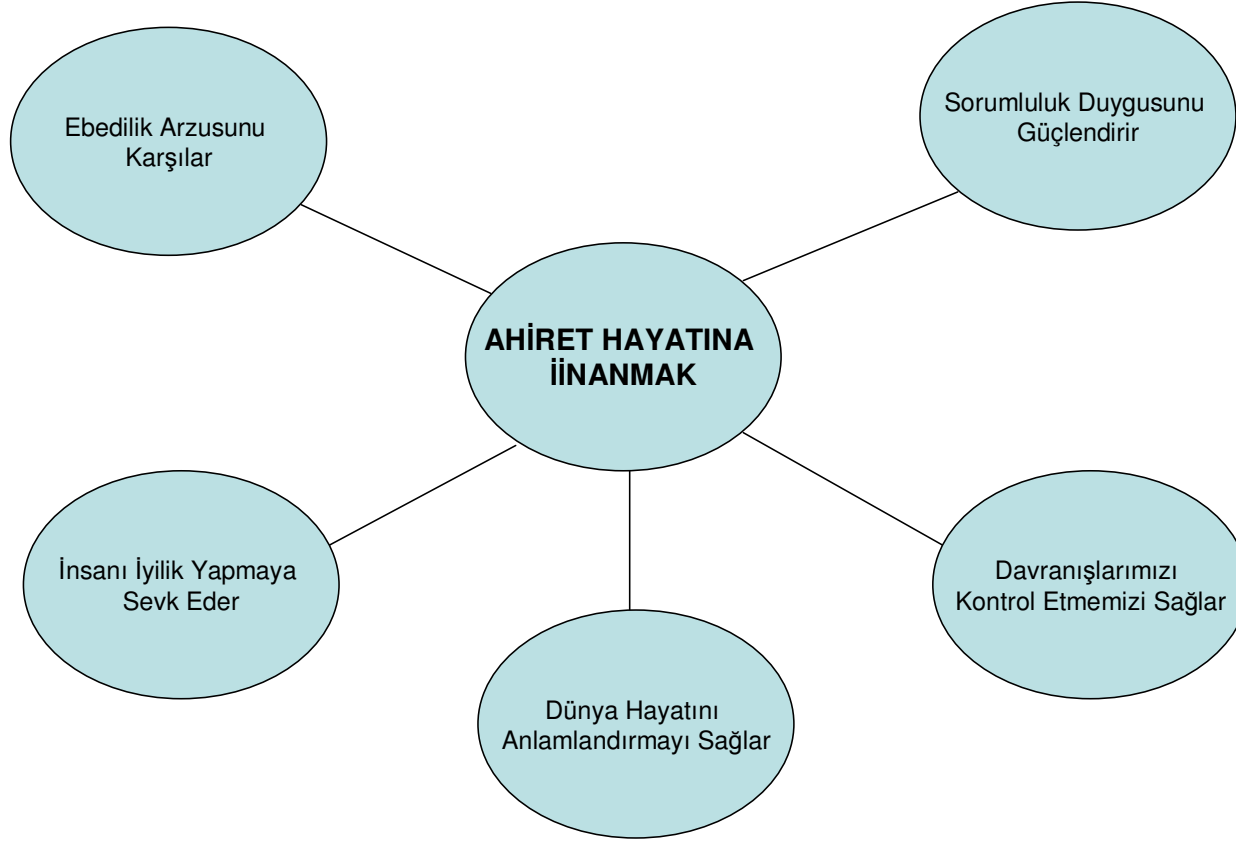 Ebedilik Arzusunu
Karşılar
Sorumluluk Duygusunu
Güçlendirir
AHİRET HAYATINA
İİNANMAK
İnsanı İyilik Yapmaya
Sevk Eder
Dünya Hayatını
Anlamlandırmayı Sağlar
Davranışlarımızı
Kontrol Etmemizi Sağlar